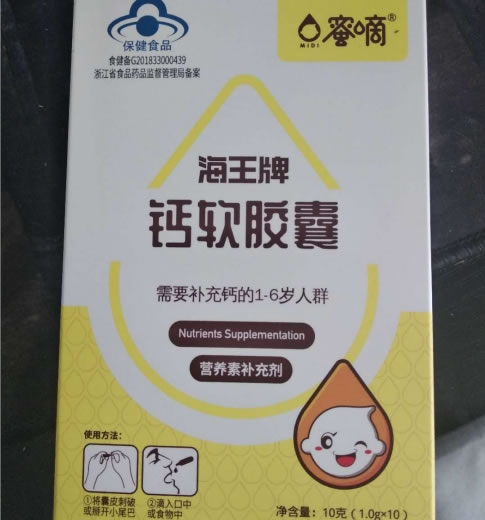 保健食品
食健备G201833000439
浙江省食品药品监督管理局备案
MIDI
蜜嘀®
海王牌
钙软胶囊
需要补充钙的1-6岁人群
Nutrients Supplementation
营养素补充剂
使用方法：
①将囊皮刺破
或掰开小尾巴
②滴入口中
或食物中
净含量：10克（1.0g×10）